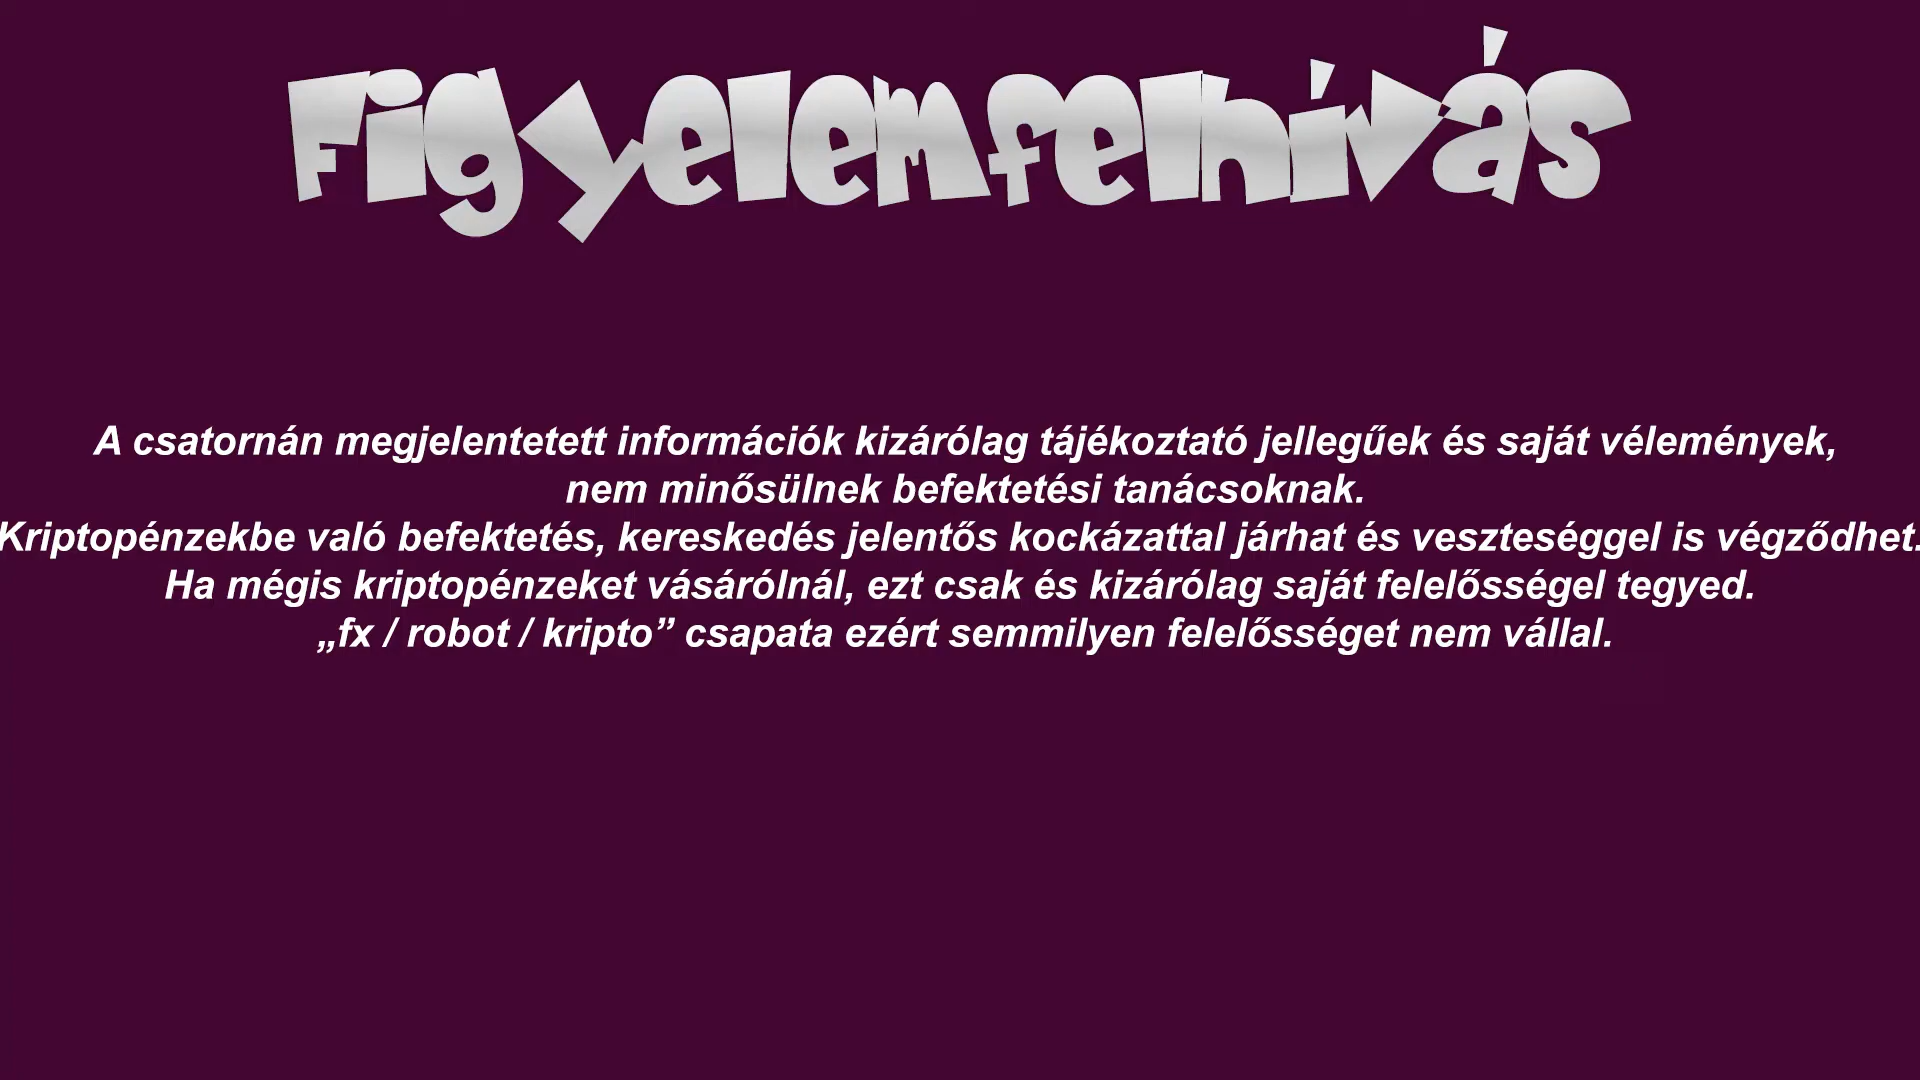 Figyelemfelhívás
A csatornán megjelentetett információk kizárólag tájékoztató jellegűek és saját vélemények,
nem minősülnek befektetési tanácsoknak.
Kriptopénzekbe való befektetés, kereskedés jelentős kockázattal járhat és veszteséggel is végződhet.
Ha mégis kriptopénzeket vásárólnál, ezt csak és kizárólag saját felelősségel tegyed.
„fx / robot / kripto” csapata ezért semmilyen felelősséget nem vállal.